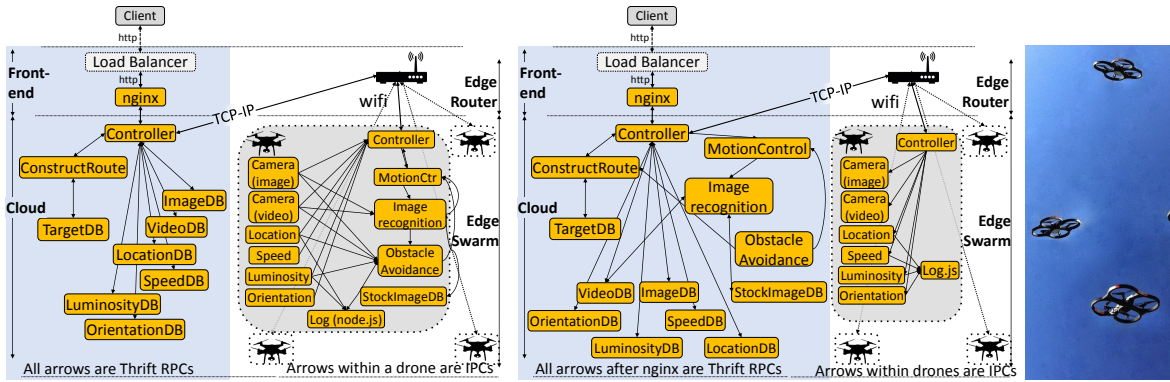 Client
http
Load Balancer
http
nginx
Front-
end
TCP-IP
wifi
Edge
Router
Controller
ConstructRoute
TargetDB
ImageDB
VideoDB
LocationDB
SpeedDB
LuminosityDB
OrientationDB
Cloud
Controller
Camera
(image)
Camera
(video)
Location
Speed
Luminosity
Orientation
MotionCtr
Image
recognition
Obstacle
Avoidance
StockImageDB
Log (node.js)
Edge
Swarm
All arrows are Thrift RPCs
Arrows within a drone are IPCs
Client
http
Load Balancer
http
nginx
Front-
end
TCP-IP
wifi
Edge
Router
Controller
MotionControl
ConstructRoute
Image
recognition
TargetDB
Obstacle
Avoidance
VideoDB
ImageDB
StockImageDB
OrientationDB
SpeedDB
LuminosityDB
LocationDB
Cloud
Controller
Camera
(image)
Camera
(video)
Location
Speed
Luminosity
Orientation
Log.js
Edge
Swarm
All arrows after nginx are Thrift RPCs
Arrows within drones are IPCs